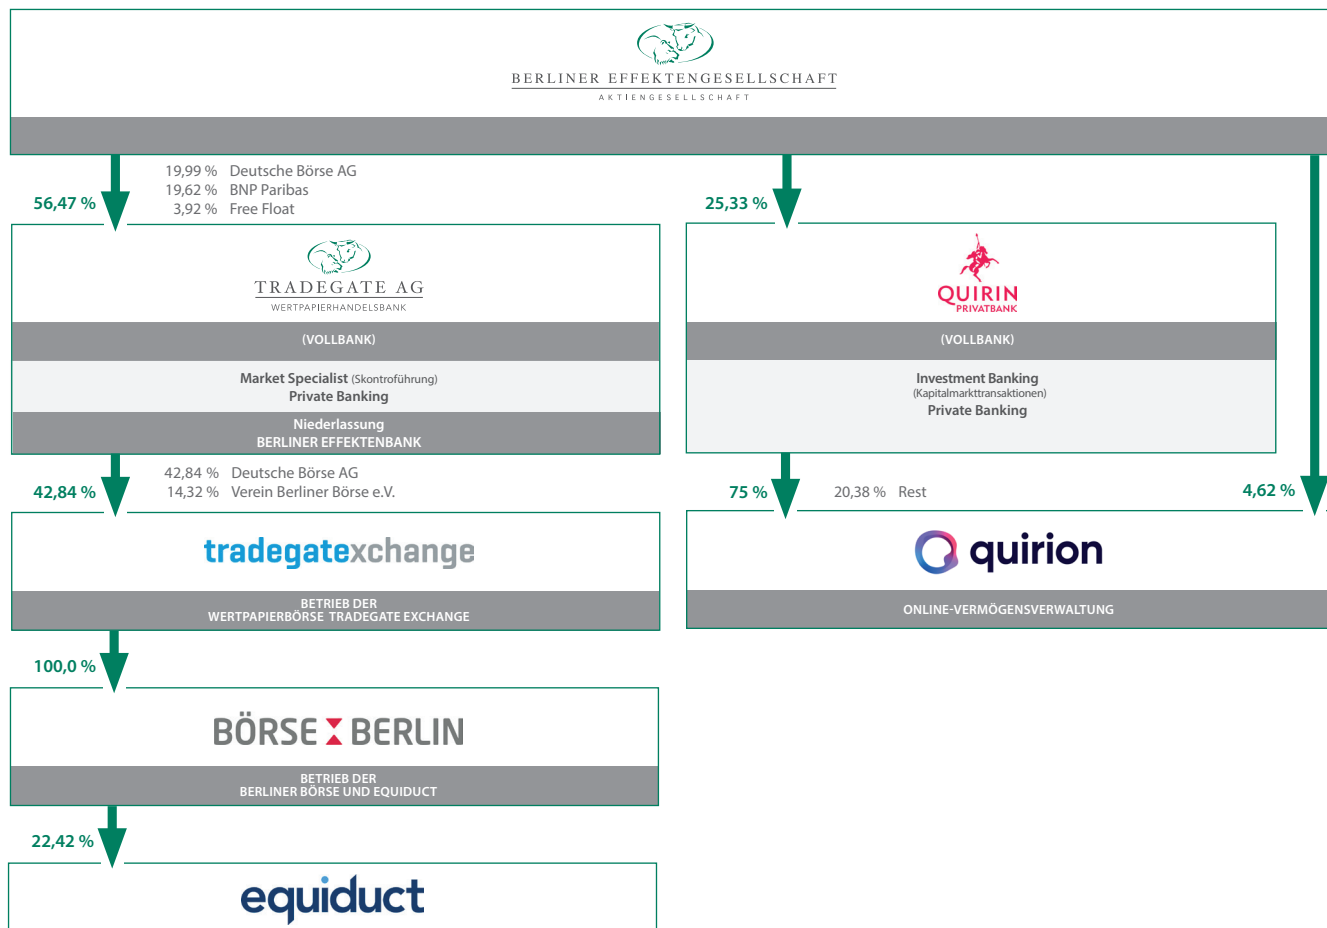 BERLINER EFFEKTENGESELLSCHAFT
AKTIENGESELLSCHAFT
56,47 %
19,99 % Deutsche Börse AG
19,62 % BNP Paribas
3,92 % Free Float
25,33 %
TRADEGATE AG
WERTPAPIERHANDELSBANK
(VOLLBANK)
Market Specialist (Skontroführung)
Private Banking
Niederlassung
BERLINER EFFEKTENBANK
QUIRIN
PRIVATBANK
(VOLLBANK)
Investment Banking
(Kapitalmarkttransaktionen)
Private Banking
42,84 %
42,84 % Deutsche Börse AG
14,32 % Verein Berliner Börse e.V.
75 %
20,38 % Rest
4,62 %
tradegatexchange
BETRIEB DER
WERTPAPIERBÖRSE TRADEGATE EXCHANGE
quirion
ONLINE-VERMÖGENSVERWALTUNG
100,0 %
BÖRSE BERLIN
BETRIEB DER
BERLINER BÖRSE UND EQUIDUCT
22,42 %
equiduct